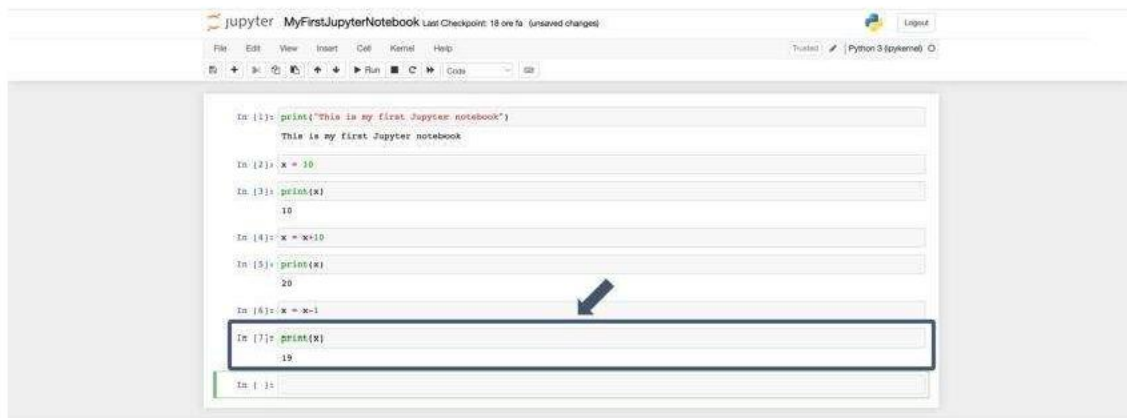 jupyter MyFirstJupyterNotebook Last Checkpoint: 18 ore fa (unsaved changes) Logout
File Edit View Insert Cell Kernel Help Trusted Python 3 (ipykernel)
Run Code
In [1]: print("This is my first Jupyter notebook")
This is my first Jupyter notebook
In [2]: x = 10
In [3]: print(x)
10
In [4]: x = x+10
In [5]: print(x)
20
In [6]: x = x-1
In [7]: print(x)
19
In [ ]: